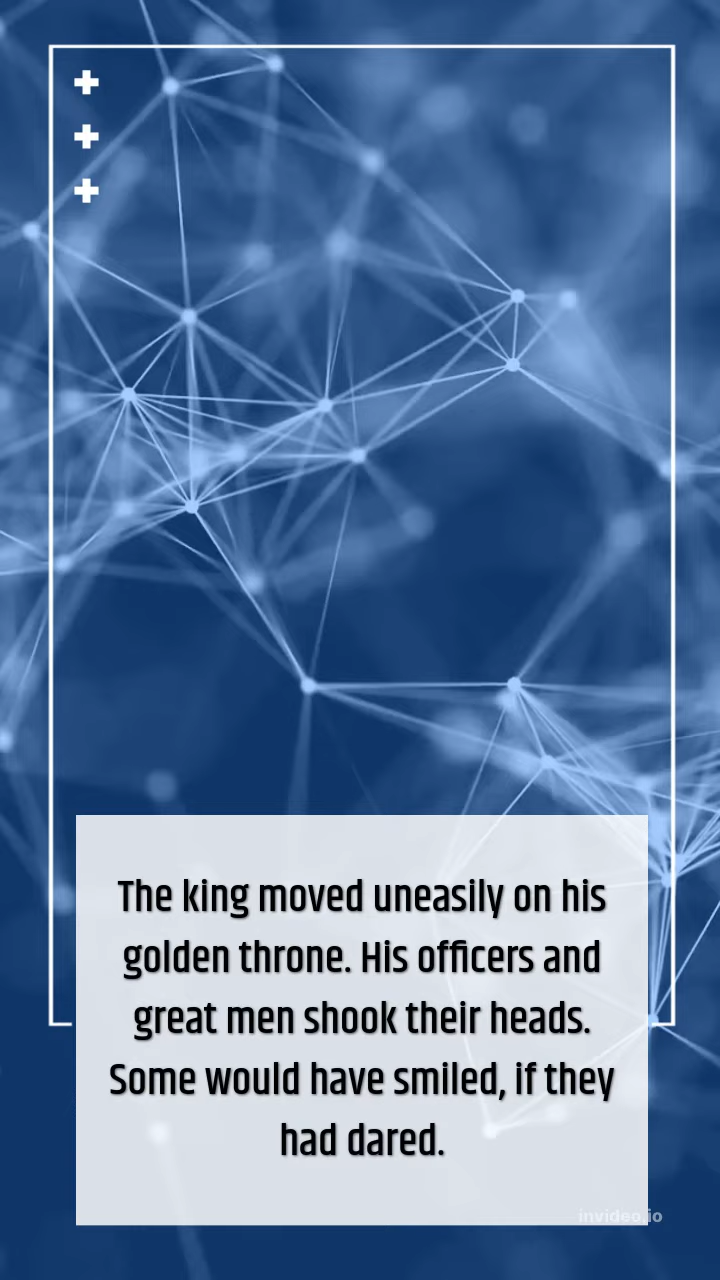 The king moved uneasily on his
golden throne. His officers and
great men shook their heads.
Some would have smiled, if they
had dared.
invideo.io